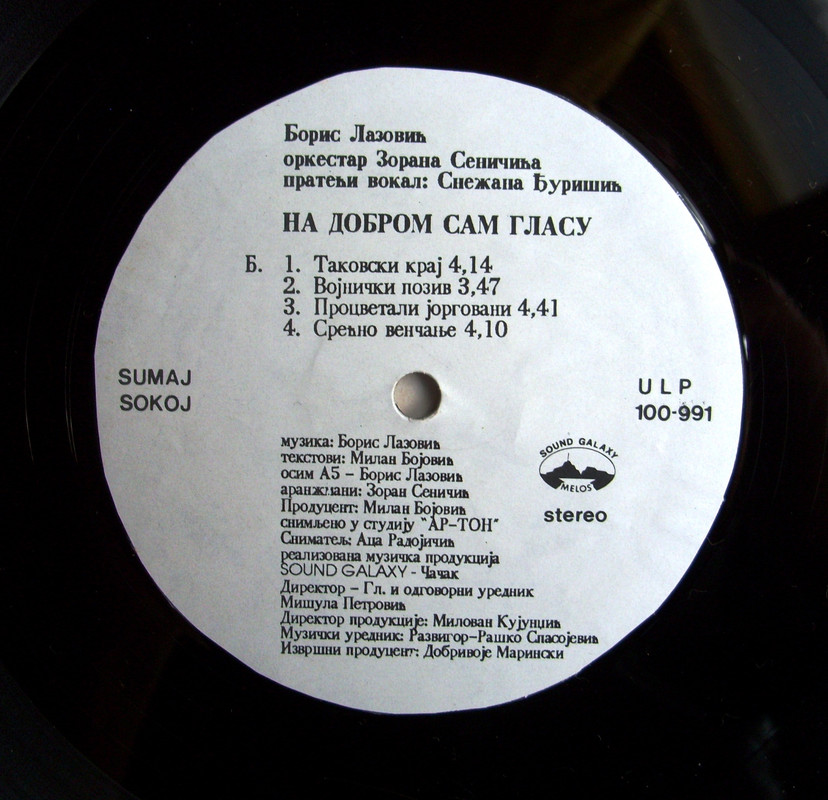 Борис Лазовић
оркестар Зорана Сеничића
пратећи вокал: Снежана Ђуришић
НА ДОБРОМ САМ ГЛАСУ
Б. 1. Таковски крај 4,14
2. Војнички позив 3,47
3. Процветали јорговани 4,41
4. Срећно венчање 4,10
SUMAJ
SOKOJ
U L P
100-991
музика: Борис Лазовић
текстови: Милан Бојовић
осим А5 – Борис Лазовић
аранжмани: Зоран Сеничић
Продуцент: Милан Бојовић
снимљено у студију "АР–ТОН"
Сниматељ: Аца Радојичић
реализована музичка продукција
SOUND GALAXY - Чачак
Директор – Гл. и одговорни уредник
Мишула Петровић
Директор продукције: Милован Кујунџић
Музички уредник: Развигор–Рашко Спасојевић
Извршни продуцент: Добривоје Марински
SOUND GALAXY
MELOS
stereo